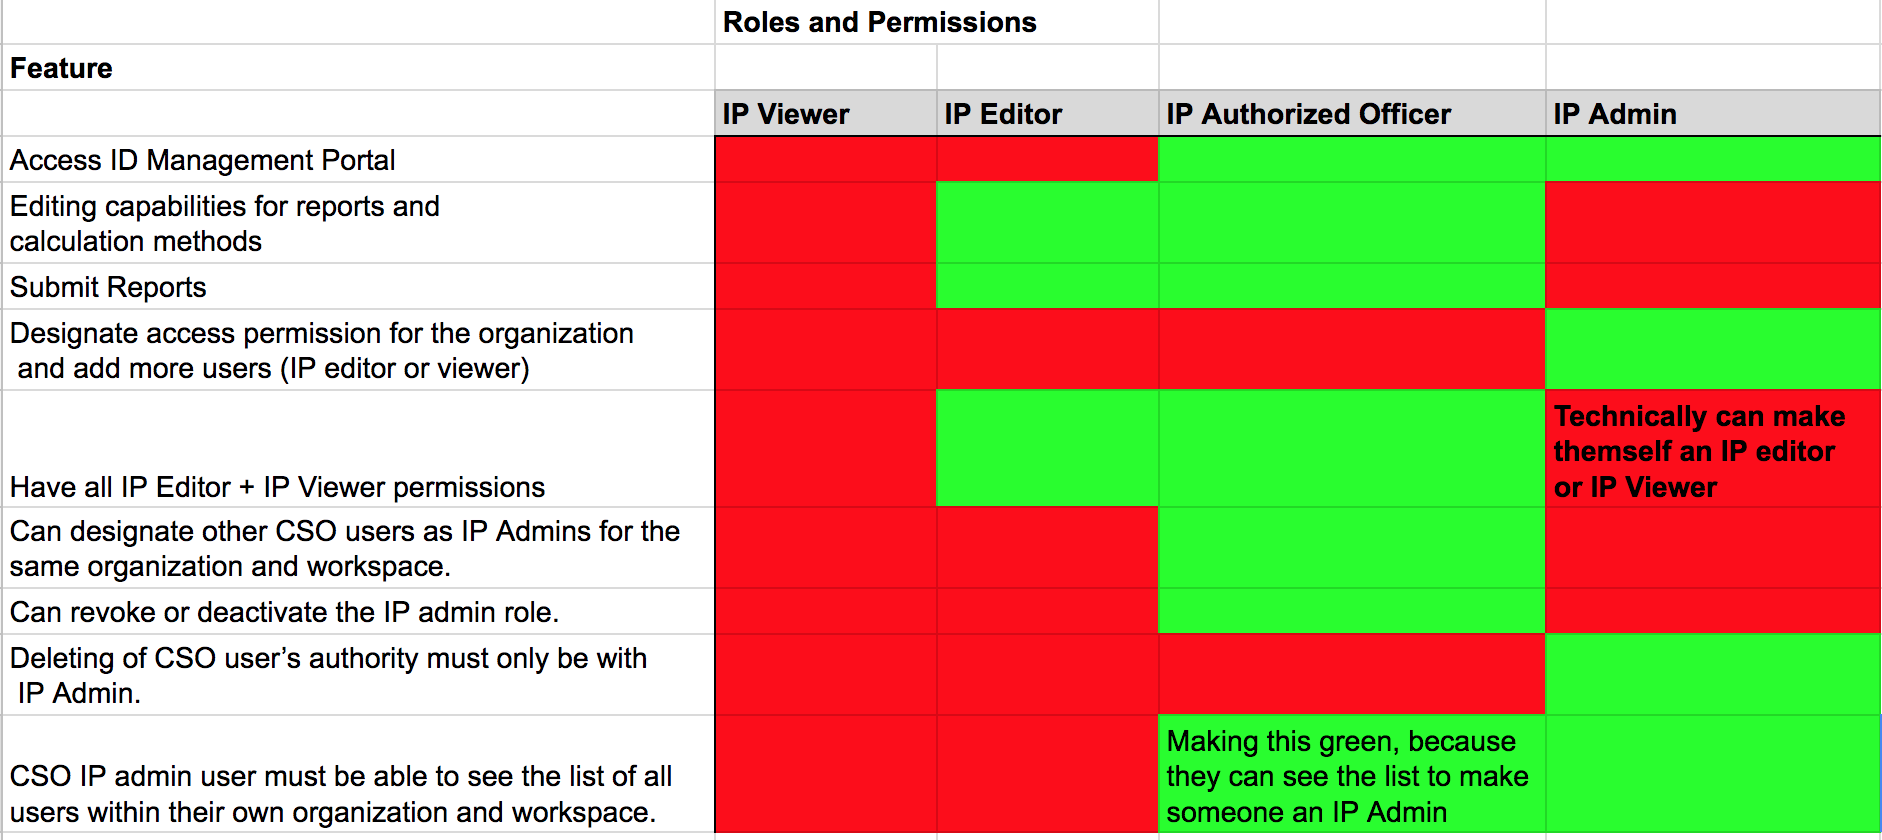 Roles and Permissions
Feature
IP Viewer IP Editor IP Authorized Officer IP Admin
Access ID Management Portal
Editing capabilities for reports and
calculation methods
Submit Reports
Designate access permission for the organization
and add more users (IP editor or viewer)
Have all IP Editor + IP Viewer permissions
Technically can make
themself an IP editor
or IP Viewer
Can designate other CSO users as IP Admins for the
same organization and workspace.
Can revoke or deactivate the IP admin role.
Deleting of CSO user’s authority must only be with
IP Admin.
CSO IP admin user must be able to see the list of all
users within their own organization and workspace.
Making this green, because
they can see the list to make
someone an IP Admin